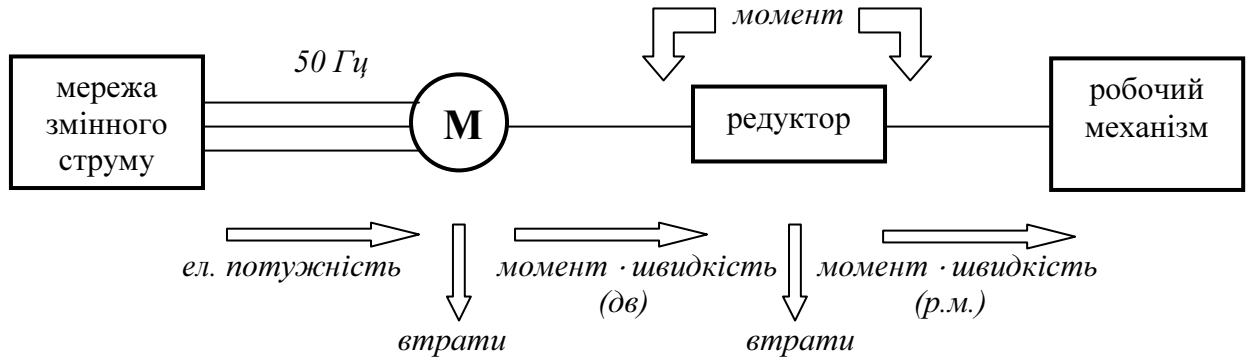 момент
50 Гц
мережа
змінного
струму
М
редуктор
робочий
механізм
ел. потужність
момент · швидкість
(дв)
момент · швидкість
(р.м.)
втрати
втрати